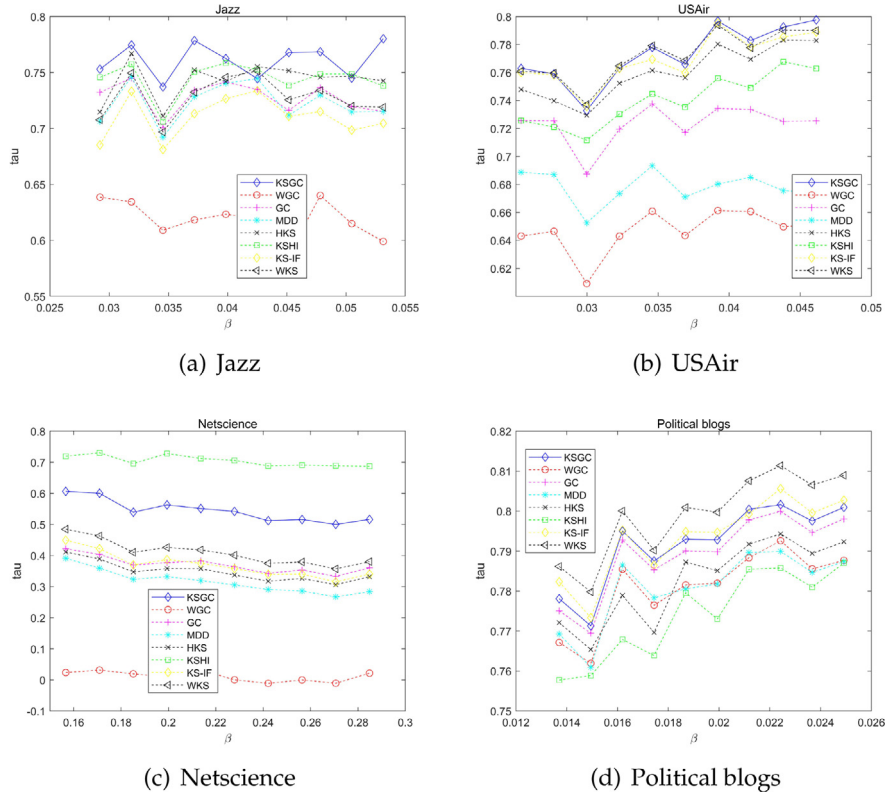 Jazz
0.8
0.75
0.7
0.65
0.6
0.55
tau
0.025 0.03 0.035 0.04 0.045 0.05 0.055
β
KSGC
WGC
GC
MDD
HKS
KSHI
KS-IF
WKS
(a) Jazz
USAir
0.8
0.78
0.76
0.74
0.72
0.7
0.68
0.66
0.64
0.62
tau
0.03 0.035 0.04 0.045 0.05
β
KSGC
WGC
GC
MDD
HKS
KSHI
KS-IF
WKS
(b) USAir
Netscience
0.8
0.7
0.6
0.5
0.4
0.3
0.2
0.1
0
-0.1
tau
0.16 0.18 0.2 0.22 0.24 0.26 0.28 0.3
β
KSGC
WGC
GC
MDD
HKS
KSHI
KS-IF
WKS
(c) Netscience
Political blogs
0.82
0.81
0.8
0.79
0.78
0.77
0.76
0.75
tau
0.012 0.014 0.016 0.018 0.02 0.022 0.024 0.026
β
KSGC
WGC
GC
MDD
HKS
KSHI
KS-IF
WKS
(d) Political blogs